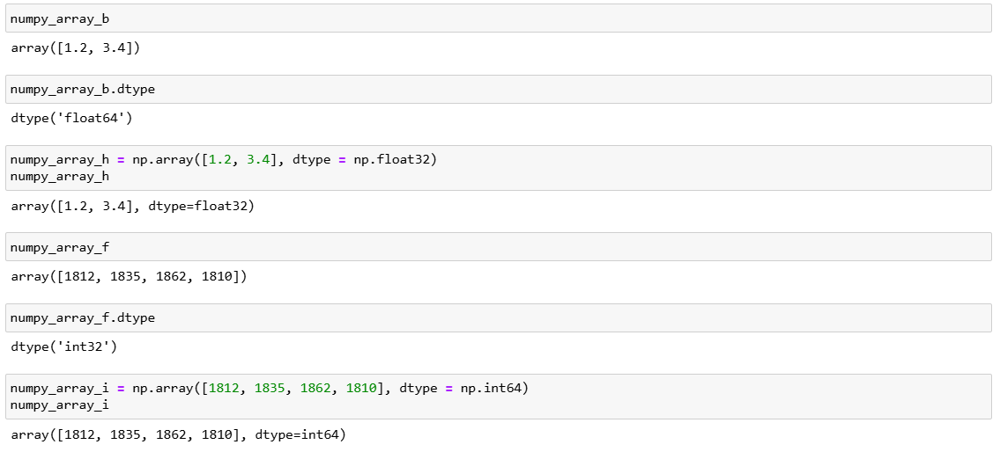 numpy_array_b
array([1.2, 3.4])
numpy_array_b.dtype
dtype('float64')
numpy_array_h = np.array([1.2, 3.4], dtype = np.float32)
numpy_array_h
array([1.2, 3.4], dtype=float32)
numpy_array_f
array([1812, 1835, 1862, 1810])
numpy_array_f.dtype
dtype('int32')
numpy_array_i = np.array([1812, 1835, 1862, 1810], dtype = np.int64)
numpy_array_i
array([1812, 1835, 1862, 1810], dtype=int64)